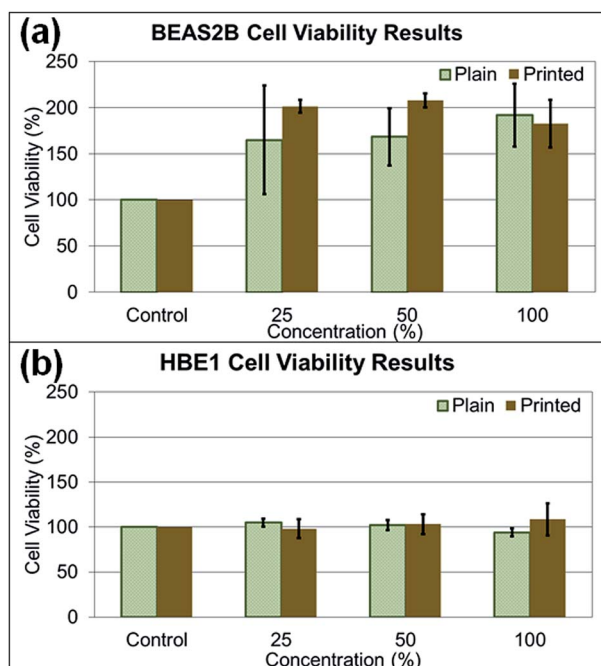 (a)
BEAS2B Cell Viability Results
Plain Printed
Cell Viability (%)
250
200
150
100
50
0
Control 25 50 100
Concentration (%)
(b)
HBE1 Cell Viability Results
Plain Printed
Cell Viability (%)
250
200
150
100
50
0
Control 25 50 100
Concentration (%)